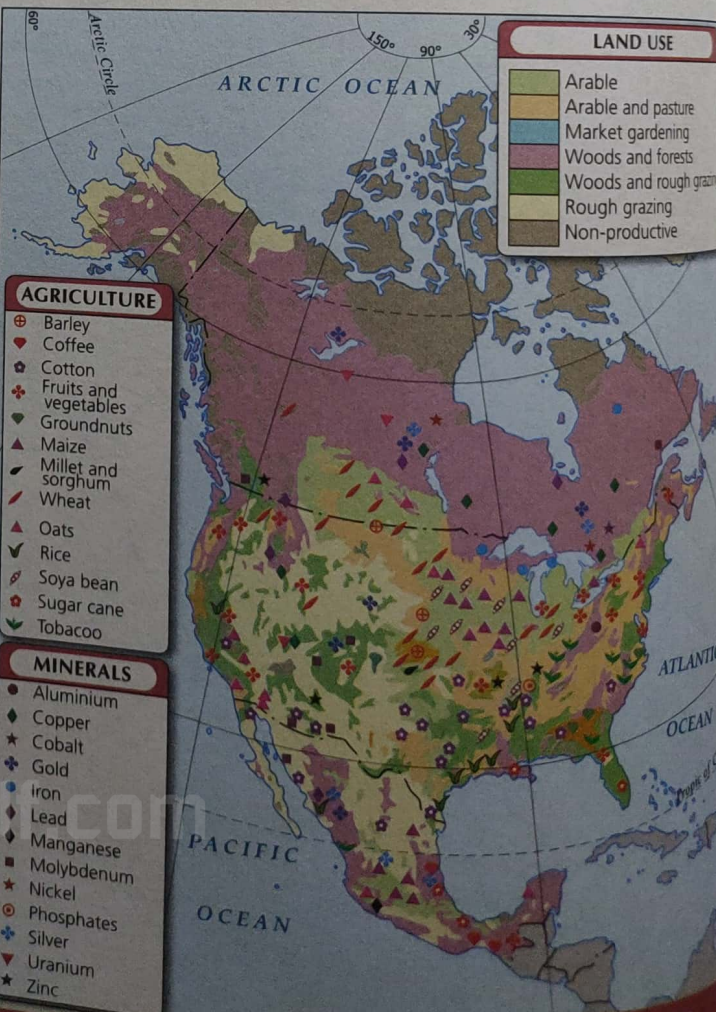 60°
Arctic Circle
150°
90°
30°
ARCTIC OCEAN
LAND USE
Arable
Arable and pasture
Market gardening
Woods and forests
Woods and rough
Rough grazing
Non-productive
AGRICULTURE
Barley
Coffee
Cotton
Fruits and
vegetables
Groundnuts
Maize
Millet and
sorghum
Wheat
Oats
Rice
Soya bean
Sugar cane
Tobacoo
MINERALS
Aluminium
Copper
Cobalt
Gold
Iron
Lead
Manganese
Molybdenum
Nickel
Phosphates
Silver
Uranium
Zinc
OCEAN
Tropic of
.com
PACIFIC
OCEAN